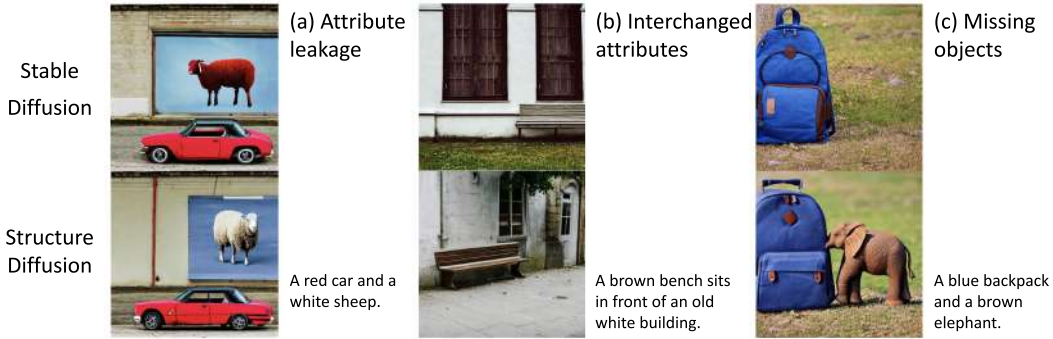 Stable
Diffusion
(a) Attribute
leakage
(b) Interchanged
attributes
(c) Missing
objects
Structure
Diffusion
A red car and a
white sheep.
A brown bench sits
in front of an old
white building.
A blue backpack
and a brown
elephant.